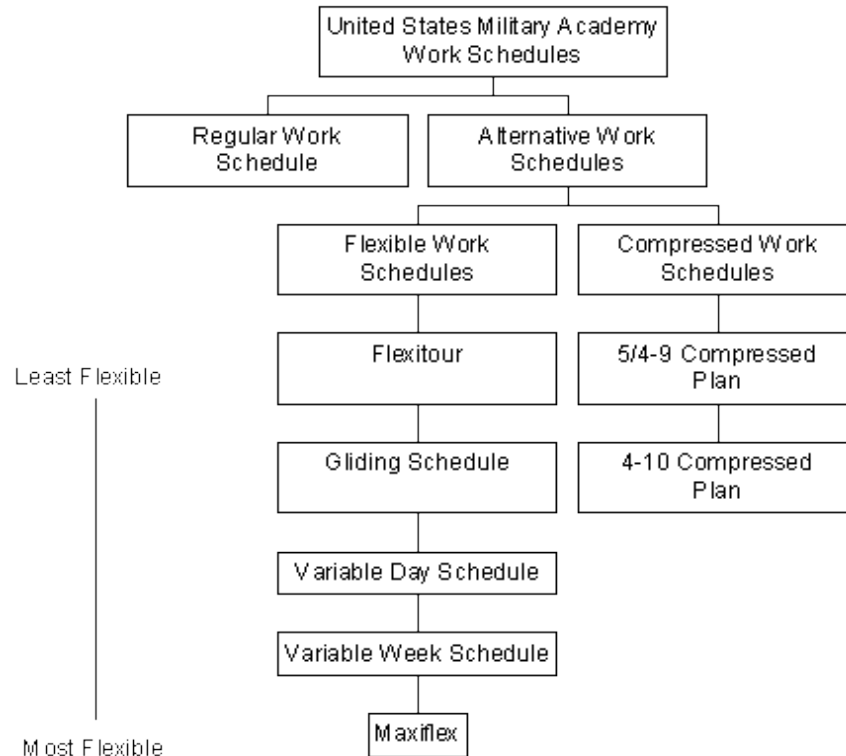 United States Military Academy
Work Schedules
Regular Work
Schedule
Alternative Work
Schedules
Flexible Work
Schedules
Compressed Work
Schedules
Flexitour
5/4-9 Compressed
Plan
Least Flexible
Gliding Schedule
4-10 Compressed
Plan
Variable Day Schedule
Variable Week Schedule
Maxiflex
Most Flexible